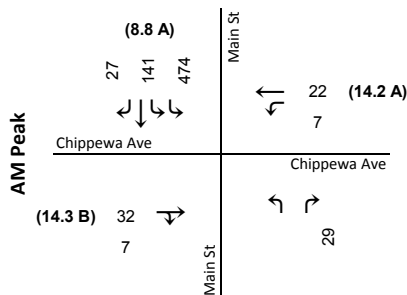 (8.8 A)
Main St
27 141 474
22 (14.2 A)
7
Chippewa Ave
AM Peak
Chippewa Ave
(14.3 B) 32
7
29
Main St